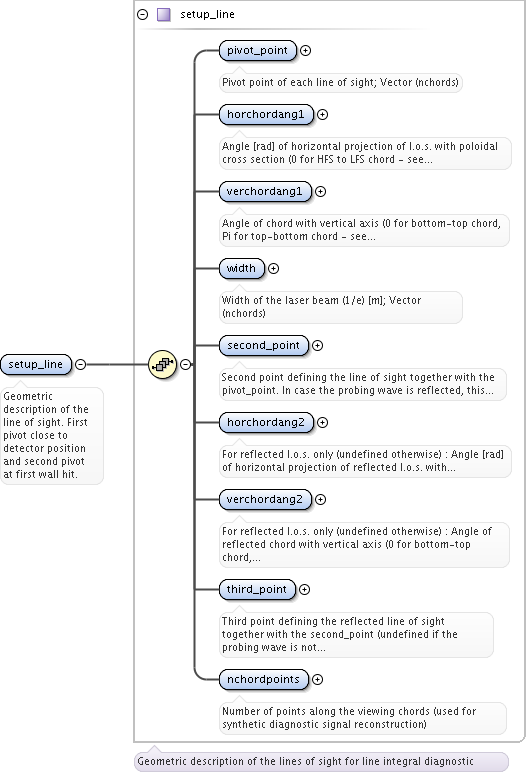 setup_line
pivot_point
Pivot point of each line of sight; Vector (nchords)
horchordang1
Angle [rad] of horizontal projection of l.o.s. with poloidal
cross section (0 for HFS to LFS chord - see...
verchordang1
Angle of chord with vertical axis (0 for bottom-top chord,
Pi for top-bottom chord - see...
width
Width of the laser beam (1/e) [m]; Vector
(nchords)
second_point
Second point defining the line of sight together with the
pivot_point. In case the probing wave is reflected, this...
setup_line
Geometric
description of the
line of sight. First
pivot close to
detector position
and second pivot
at first wall hit.
horchordang2
For reflected l.o.s. only (undefined otherwise) : Angle [rad]
of horizontal projection of reflected l.o.s. with...
verchordang2
For reflected l.o.s. only (undefined otherwise) : Angle of
reflected chord with vertical axis (0 for bottom-top
chord,...
third_point
Third point defining the reflected line of sight
together with the second_point (undefined if the
probing wave is not...
nchordpoints
Number of points along the viewing chords (used for
synthetic diagnostic signal reconstruction)
Geometric description of the lines of sight for line integral diagnostic